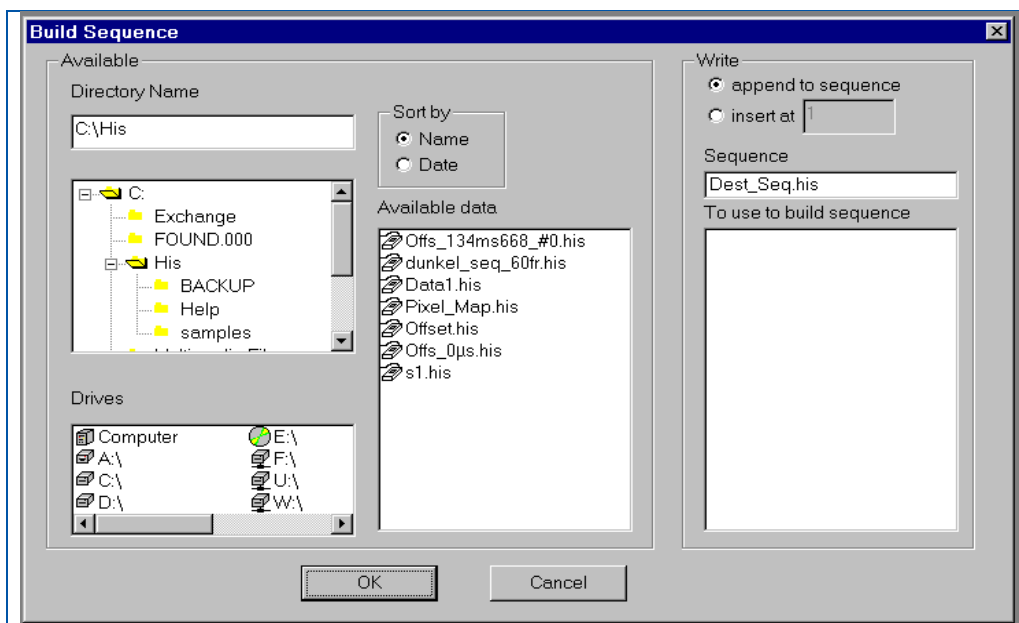 Build Sequence
Available
Directory Name
C:\His
C:
Exchange
FOUND.000
His
BACKUP
Help
samples
Drives
Computer
A:\
C:\
D:\
E:\
F:\
U:\
W:\
Sort by
Name
Date
Available data
Offs_134ms668_#0.his
dunkel_seq_60fr.his
Data1.his
Pixel_Map.his
Offset.his
Offs_0µs.his
s1.his
Write
append to sequence
insert at 1
Sequence
Dest_Seq.his
To use to build sequence
OK
Cancel